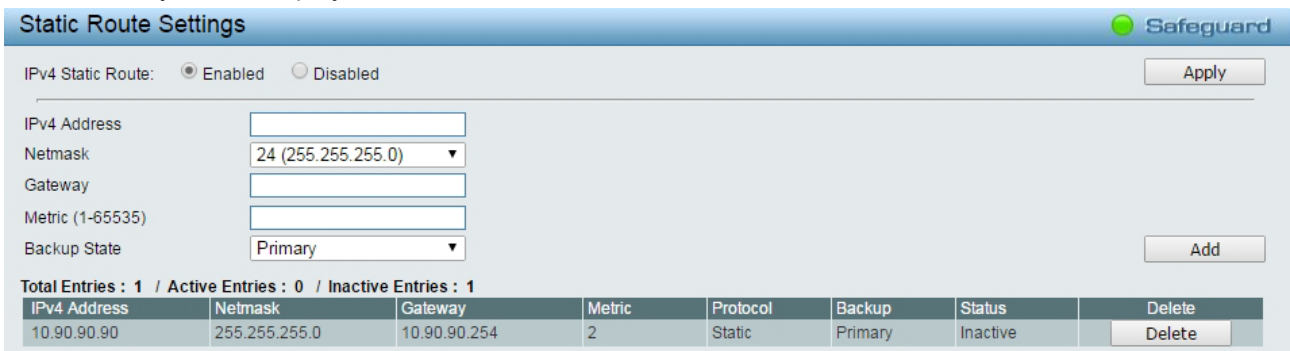 Static Route Settings Safeguard
IPv4 Static Route: Enabled Disabled Apply
IPv4 Address
Netmask 24 (255.255.255.0)
Gateway
Metric (1-65535)
Backup State Primary Add
Total Entries : 1 / Active Entries : 0 / Inactive Entries : 1
IPv4 Address Netmask Gateway Metric Protocol Backup Status Delete
10.90.90.90 255.255.255.0 10.90.90.254 2 Static Primary Inactive Delete